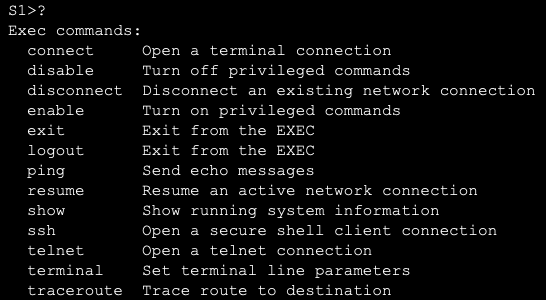 S1>?
Exec commands:
  connect     Open a terminal connection
  disable     Turn off privileged commands
  disconnect  Disconnect an existing network connection
  enable      Turn on privileged commands
  exit        Exit from the EXEC
  logout      Exit from the EXEC
  ping        Send echo messages
  resume      Resume an active network connection
  show        Show running system information
  ssh         Open a secure shell client connection
  telnet      Open a telnet connection
  terminal    Set terminal line parameters
  traceroute  Trace route to destination